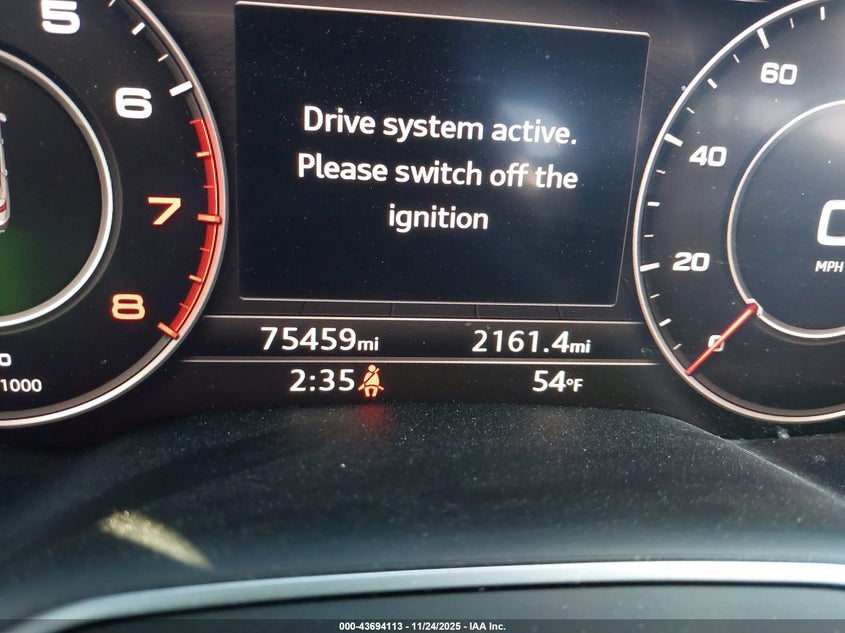 5
6
7
8
1000
Drive system active.
Please switch off the
ignition
75459mi
2161.4mi
2:35
54°F
60
40
20
0
MPH
000-43694113 - 11/24/2025 - IAA Inc.